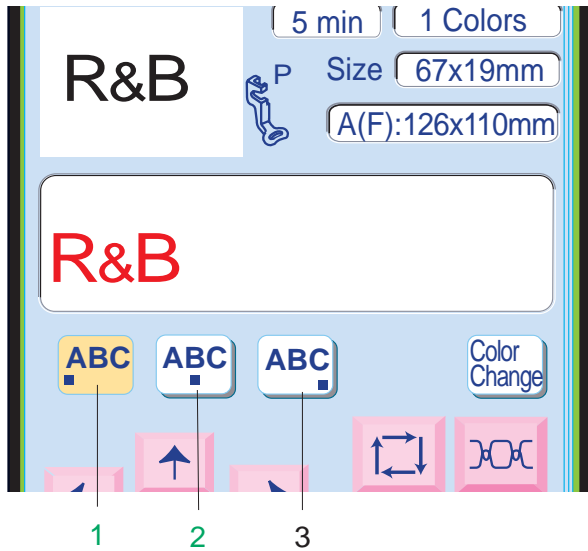 5 min 1 Colors
R&B
P Size 67x19mm
A(F):126x110mm
R&B
ABC ABC ABC Color
Change
1 2 3